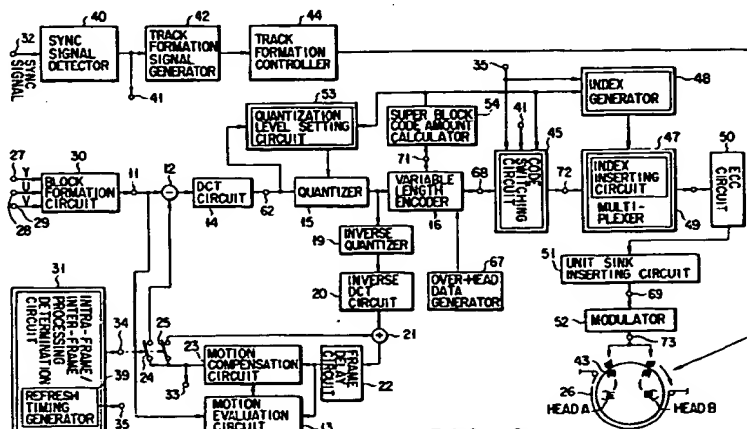 40
42
44
32
SYNC SIGNAL
SYNC SIGNAL DETECTOR
TRACK FORMATION SIGNAL GENERATOR
TRACK FORMATION CONTROLLER
41
35
53
QUANTIZATION LEVEL SETTING CIRCUIT
SUPER BLOCK CODE AMOUNT CALCULATOR
54
41
45
INDEX GENERATOR
48
27
Y
U
V
28
29
30
BLOCK FORMATION CIRCUIT
11
12
DCT CIRCUIT
14
62
QUANTIZER
15
71
VARIABLE LENGTH ENCODER
16
68
CODE SWITCHING CIRCUIT
72
47
INDEX INSERTING CIRCUIT
MULTIPLEXER
49
50
ECC CIRCUIT
19
INVERSE QUANTIZER
20
INVERSE DCT CIRCUIT
67
OVER-HEAD DATA GENERATOR
51
UNIT SINK INSERTING CIRCUIT
69
31
INTRA-FRAME/INTER-FRAME PROCESSING DETERMINATION CIRCUIT
39
34
25
24
23
MOTION COMPENSATION CIRCUIT
33
21
FRAME DELAY CIRCUIT
22
52
MODULATOR
73
REFRESH TIMING GENERATOR
35
MOTION EVALUATION CIRCUIT
13
43
26
HEAD A
HEAD B